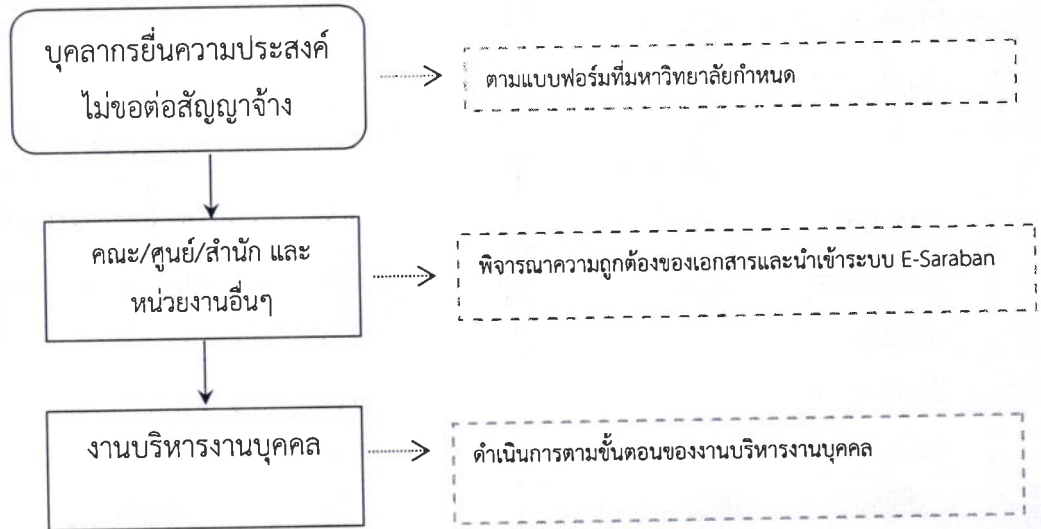 บุคลากรยื่นความประสงค์
ไม่ขอต่อสัญญาจ้าง
ตามแบบฟอร์มที่มหาวิทยาลัยกำหนด
คณะ/ศูนย์/สำนัก และ
หน่วยงานอื่นๆ
พิจารณาความถูกต้องของเอกสารและนำเข้าระบบ E-Saraban
งานบริหารงานบุคคล
ดำเนินการตามขั้นตอนของงานบริหารงานบุคคล